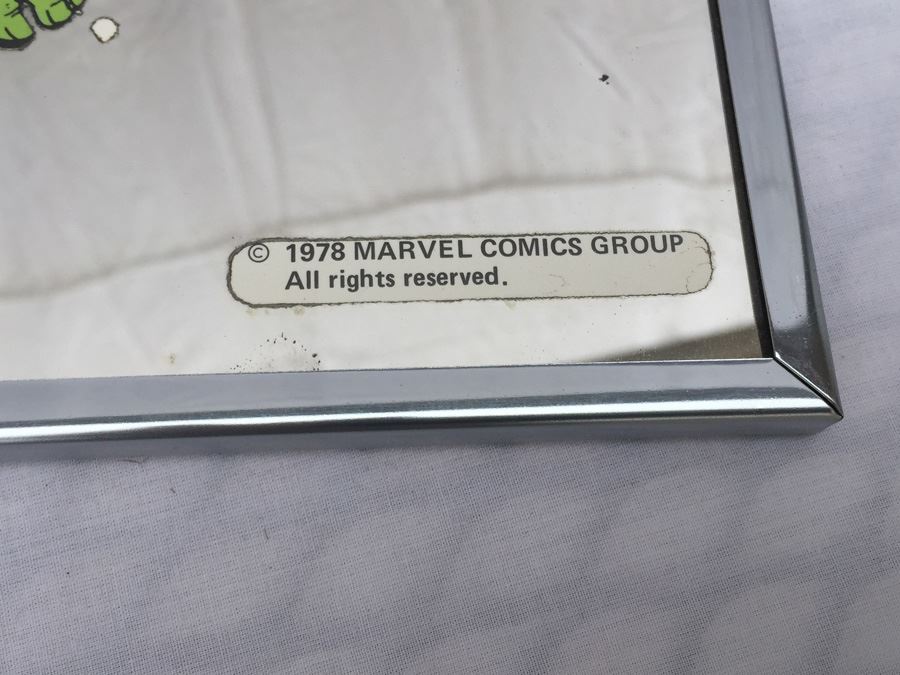 © 1978 MARVEL COMICS GROUP
All rights reserved.